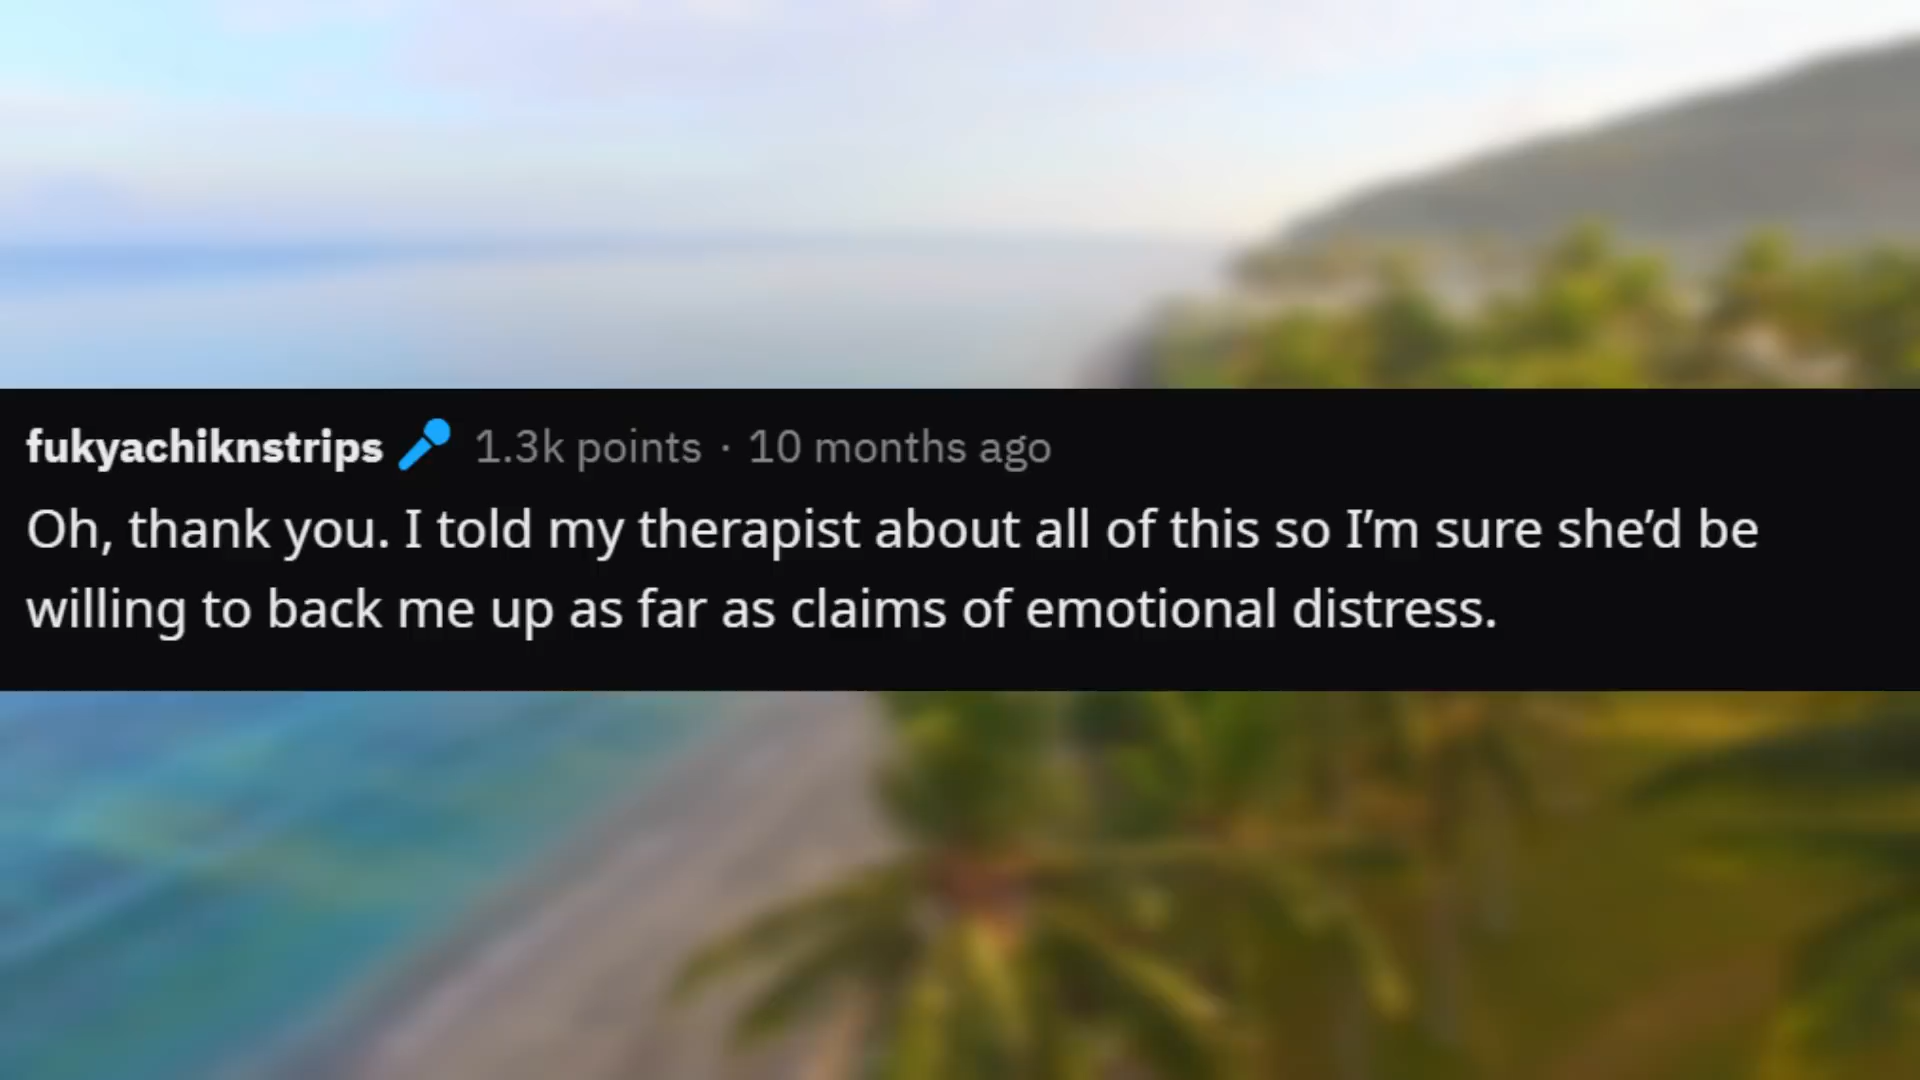 fukyachiknstrips 1.3k points · 10 months ago
Oh, thank you. I told my therapist about all of this so I’m sure she’d be
willing to back me up as far as claims of emotional distress.